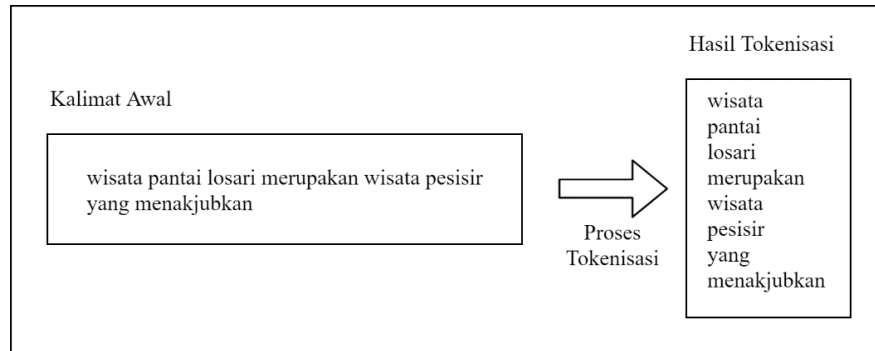 Kalimat Awal
wisata pantai losari merupakan wisata pesisir
yang menakjubkan
Proses
Tokenisasi
Hasil Tokenisasi
wisata
pantai
losari
merupakan
wisata
pesisir
yang
menakjubkan